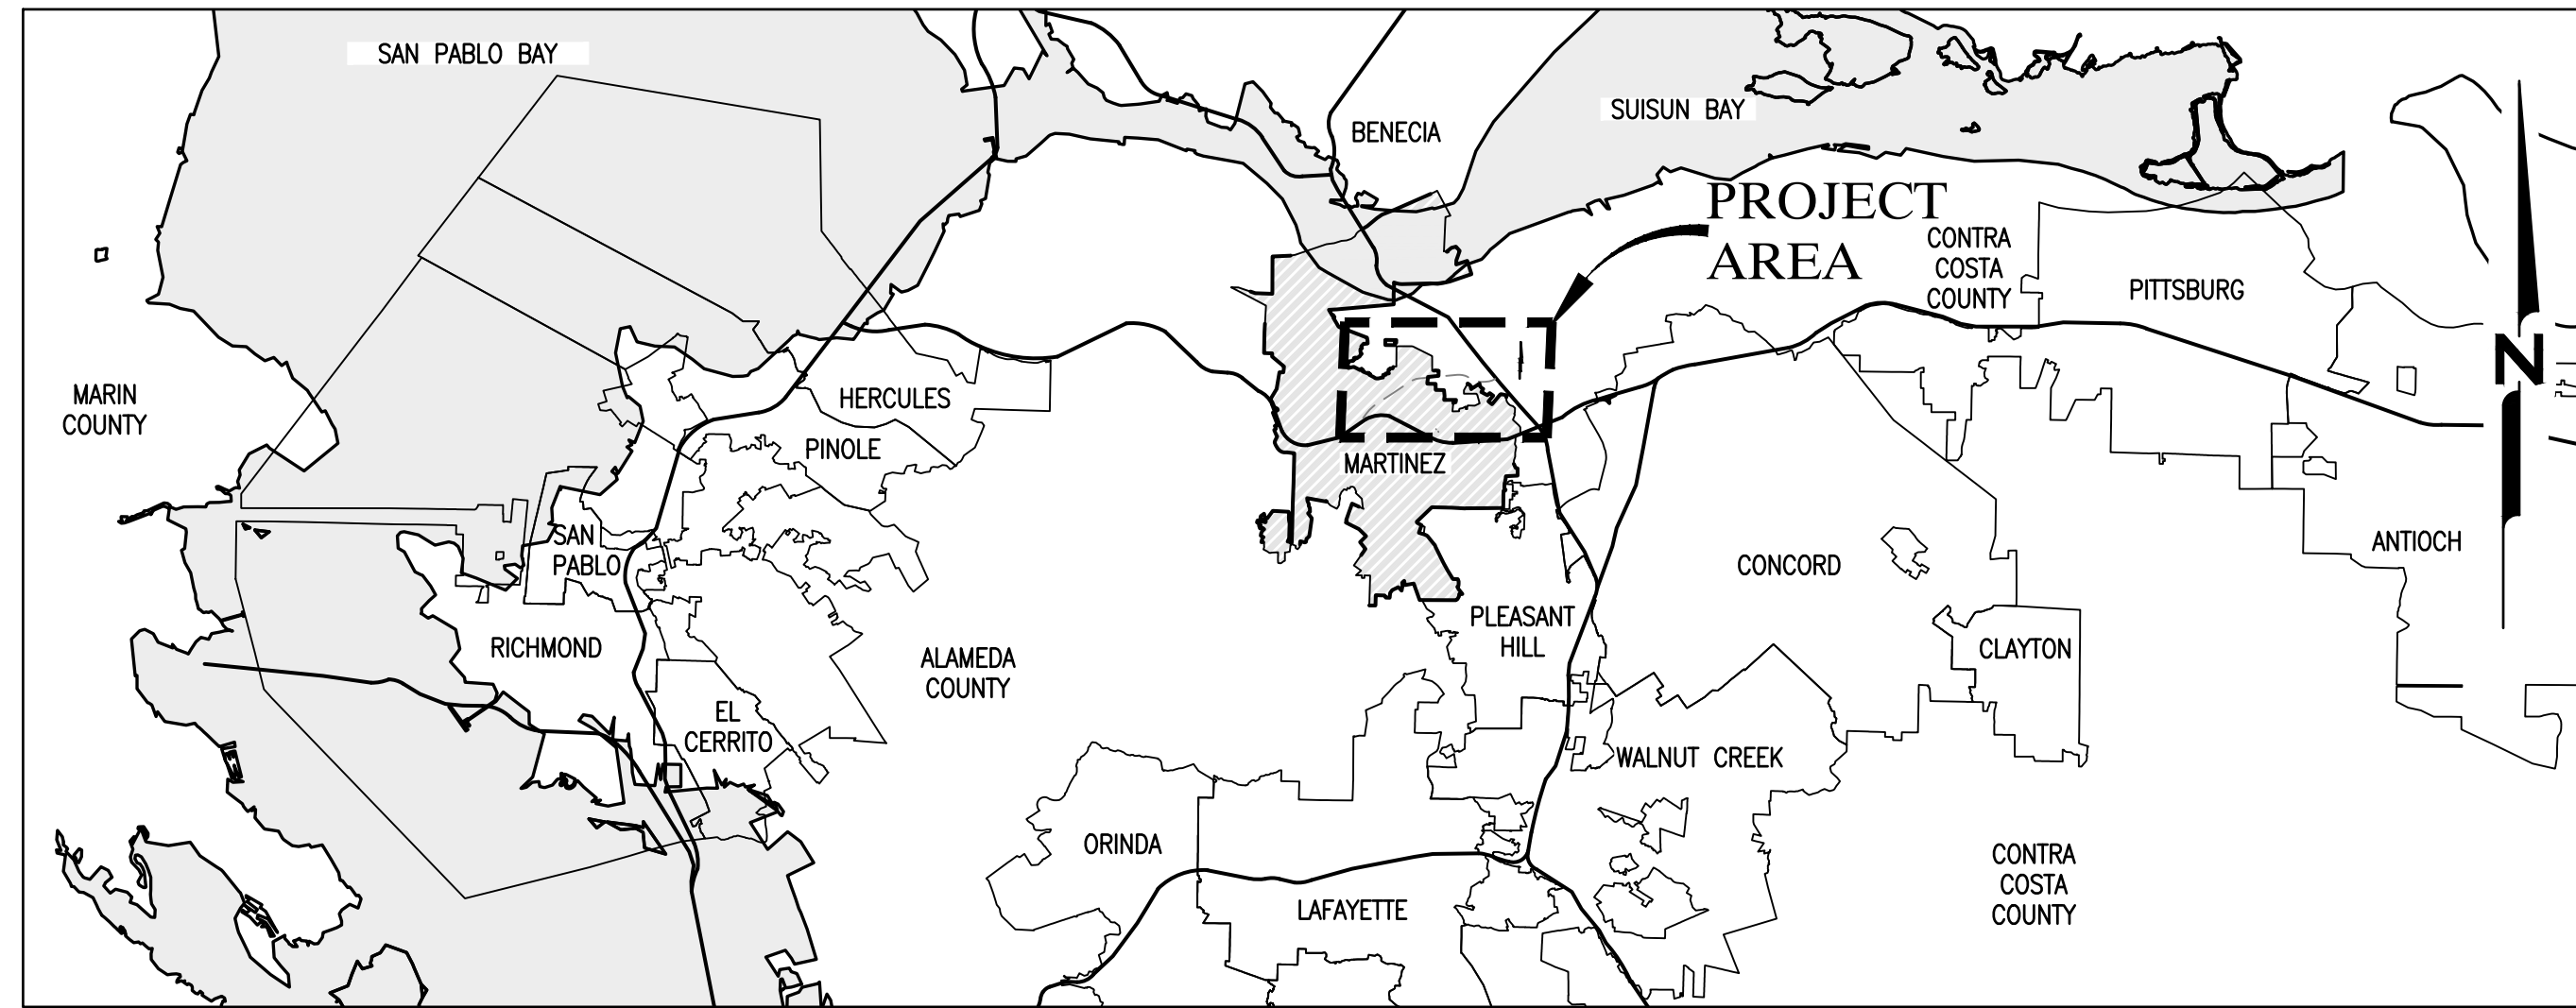 SAN PABLO BAY
SUISUN BAY
BENECIA
PROJECT
AREA
CONTRA
COSTA
COUNTY
PITTSBURG
N
MARIN
COUNTY
HERCULES
PINOLE
MARTINEZ
SAN
PABLO
CONCORD
ANTIOCH
PLEASANT
HILL
RICHMOND
CLAYTON
ALAMEDA
COUNTY
EL
CERRITO
WALNUT CREEK
ORINDA
CONTRA
COSTA
COUNTY
LAFAYETTE